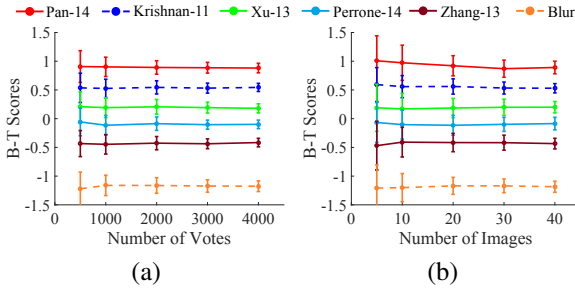 Pan-14 Krishnan-11 Xu-13 Perrone-14 Zhang-13 Blur
(a)
B-T Scores
1.5
1
0.5
0
-0.5
-1
-1.5
0 1000 2000 3000 4000
Number of Votes
(b)
B-T Scores
1.5
1
0.5
0
-0.5
-1
-1.5
0 10 20 30 40
Number of Images